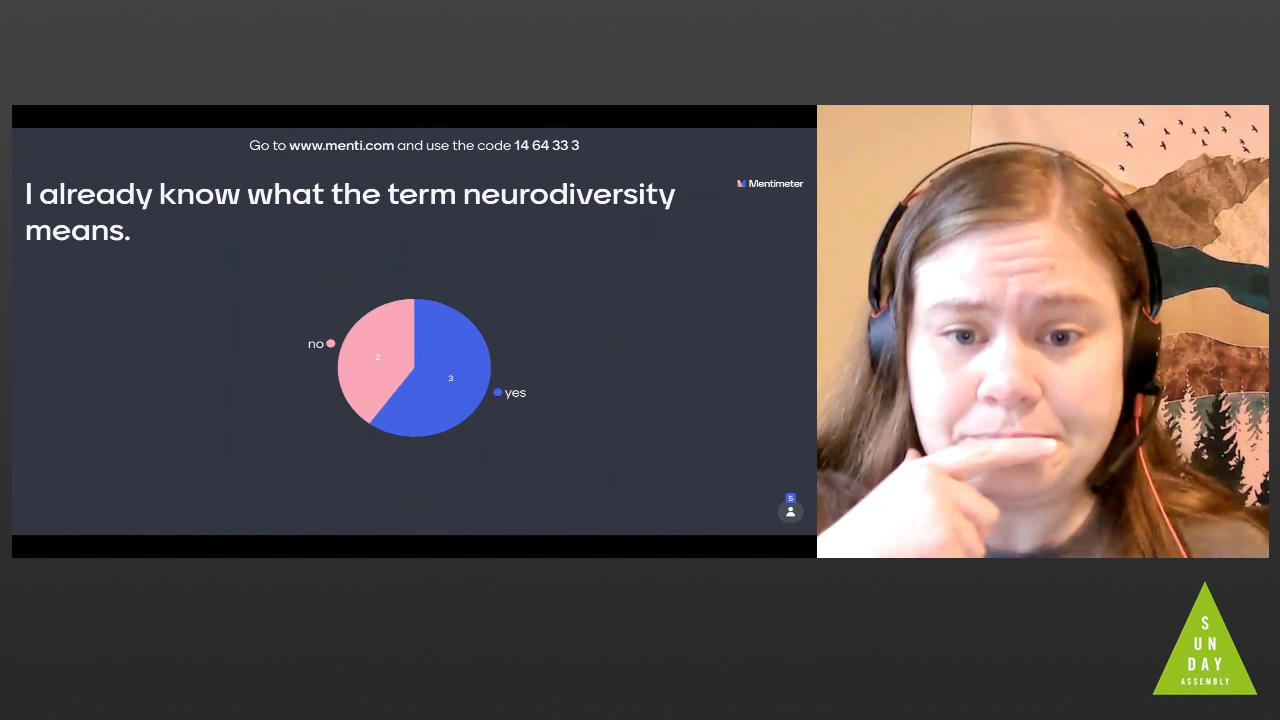 Go to www.menti.com and use the code 14 64 33 3
I already know what the term neurodiversity
means.
Mentimeter
no
2
3
yes
5
S
UN
DAY
ASSEMBLY